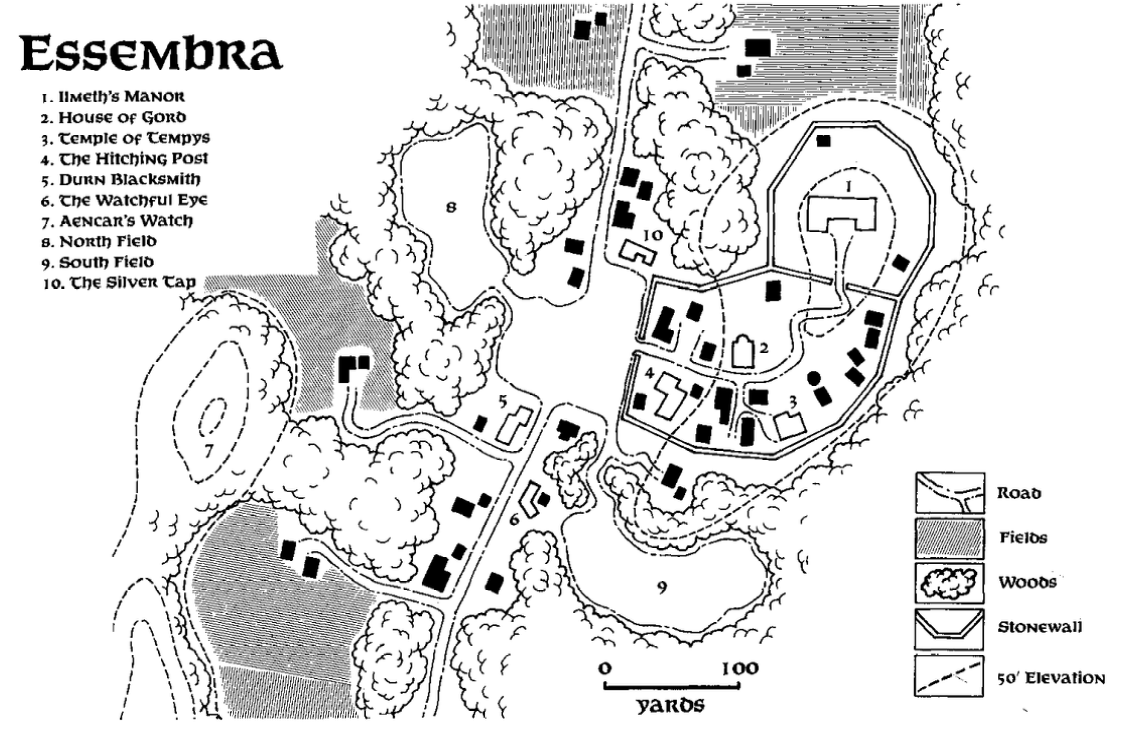 Essembra
1. Ilmeth's Manor
2. House of Gord
3. Temple of Tempys
4. The Hitching Post
5. Durn Blacksmith
6. The Watchful Eye
7. Aencar's Watch
8. North Field
9. South Field
10. The Silver Tap
1
8
10
2
4
3
5
7
6
9
Road
Fields
Woods
Stonewall
50' Elevation
0 100
yards